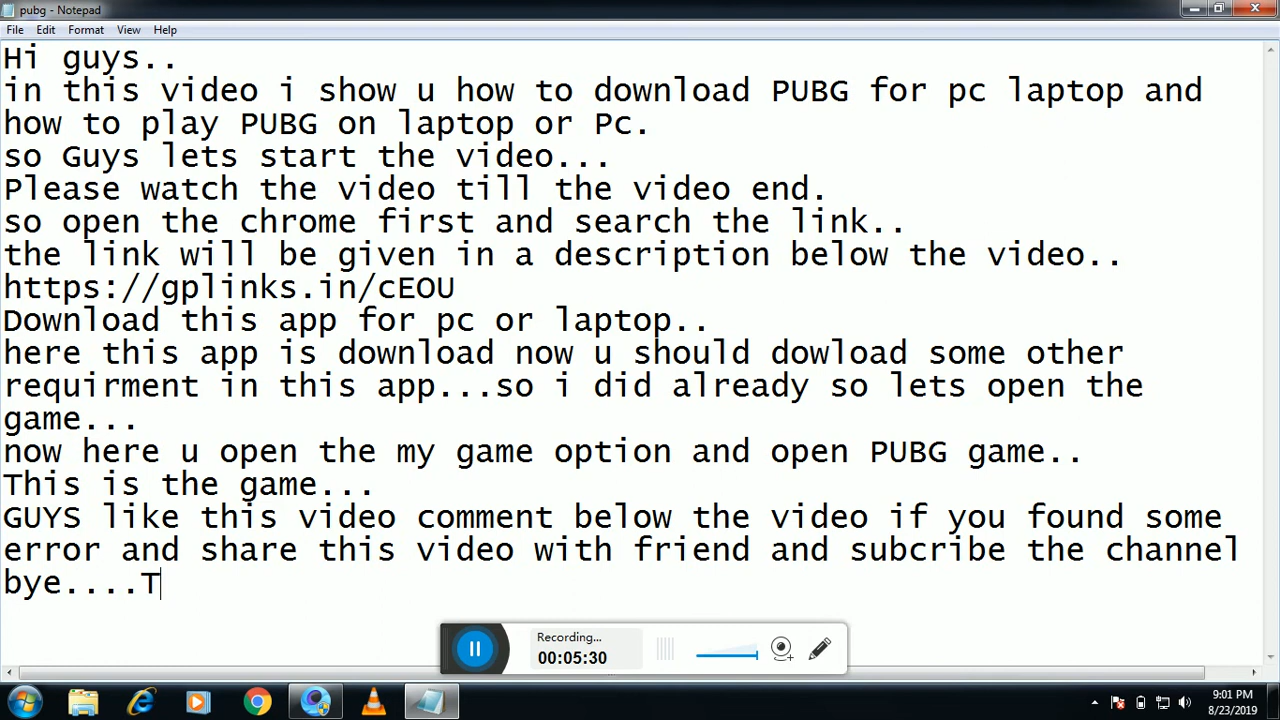 pubg - Notepad
File Edit Format View Help
Hi guys..
in this video i show u how to download PUBG for pc laptop and
how to play PUBG on laptop or Pc.
so Guys lets start the video...
Please watch the video till the video end.
so open the chrome first and search the link..
the link will be given in a description below the video..
https://gplinks.in/cEOU
Download this app for pc or laptop..
here this app is download now u should dowload some other
requirment in this app...so i did already so lets open the
game...
now here u open the my game option and open PUBG game..
This is the game...
GUYS like this video comment below the video if you found some
error and share this video with friend and subcribe the channel
bye....T
Recording...
00:05:30
9:01 PM
8/23/2019